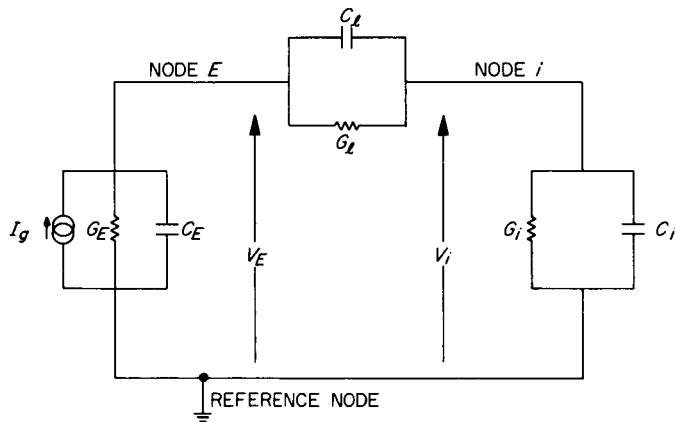 Cℓ
NODE E
NODE i
Gℓ
Ig
GE
CE
VE
Vi
Gi
Ci
REFERENCE NODE